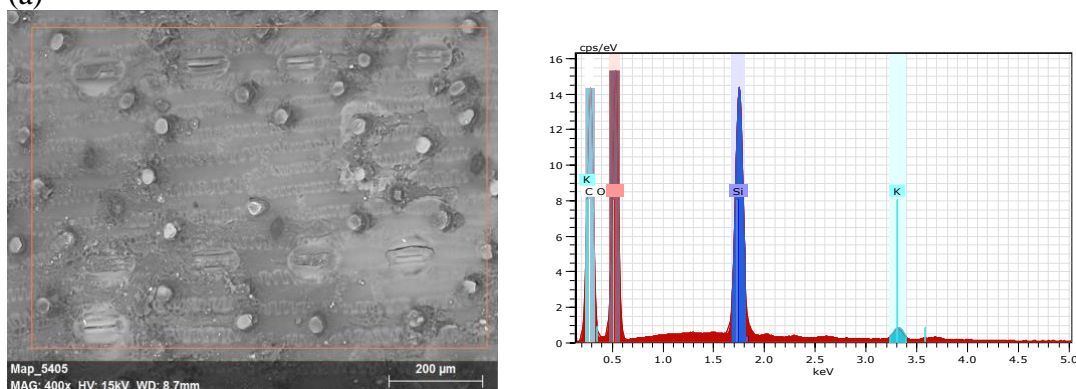 (a)
Map_5405
MAG: 400x HV: 15kV WD: 8.7mm
200 µm
cps/eV
16
14
12
10
8
6
4
2
0
K
C O
Si
K
0.5 1.0 1.5 2.0 2.5 3.0 3.5 4.0 4.5 5.0
keV